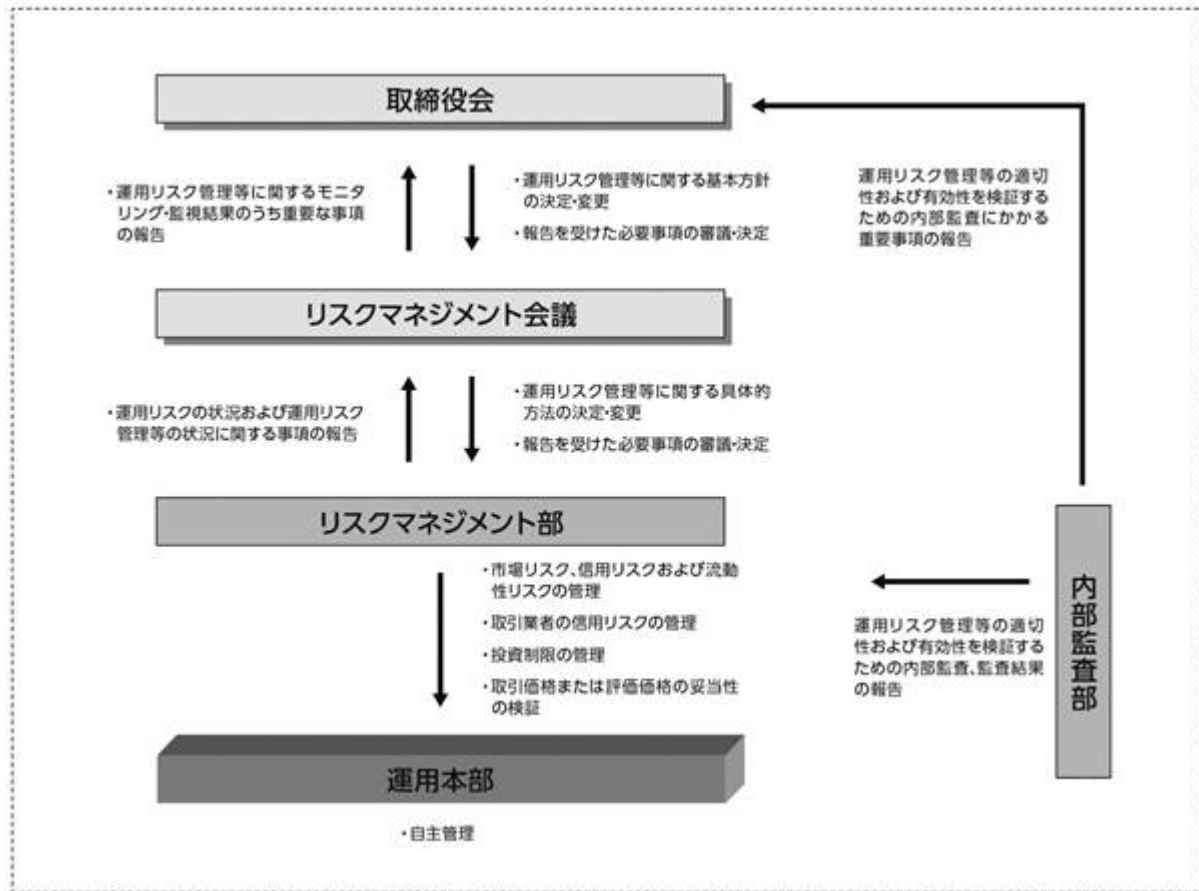 取締役会
・運用リスク管理等に関するモニタ
リング・監視結果のうち重要な事項
の報告
・運用リスク管理等に関する基本方針
の決定・変更
・報告を受けた必要事項の審議・決定
運用リスク管理等の適切
性および有効性を検証する
ための内部監査にかかる
重要事項の報告
リスクマネジメント会議
・運用リスクの状況および運用リスク
管理等の状況に関する事項の報告
・運用リスク管理等に関する具体的
方法の決定・変更
・報告を受けた必要事項の審議・決定
リスクマネジメント部
・市場リスク、信用リスクおよび流動
性リスクの管理
・取引業者の信用リスクの管理
・投資制限の管理
・取引価格または評価価格の妥当性
の検証
運用リスク管理等の適切
性および有効性を検証する
ための内部監査、監査結果
の報告
内部監査部
運用本部
・自主管理